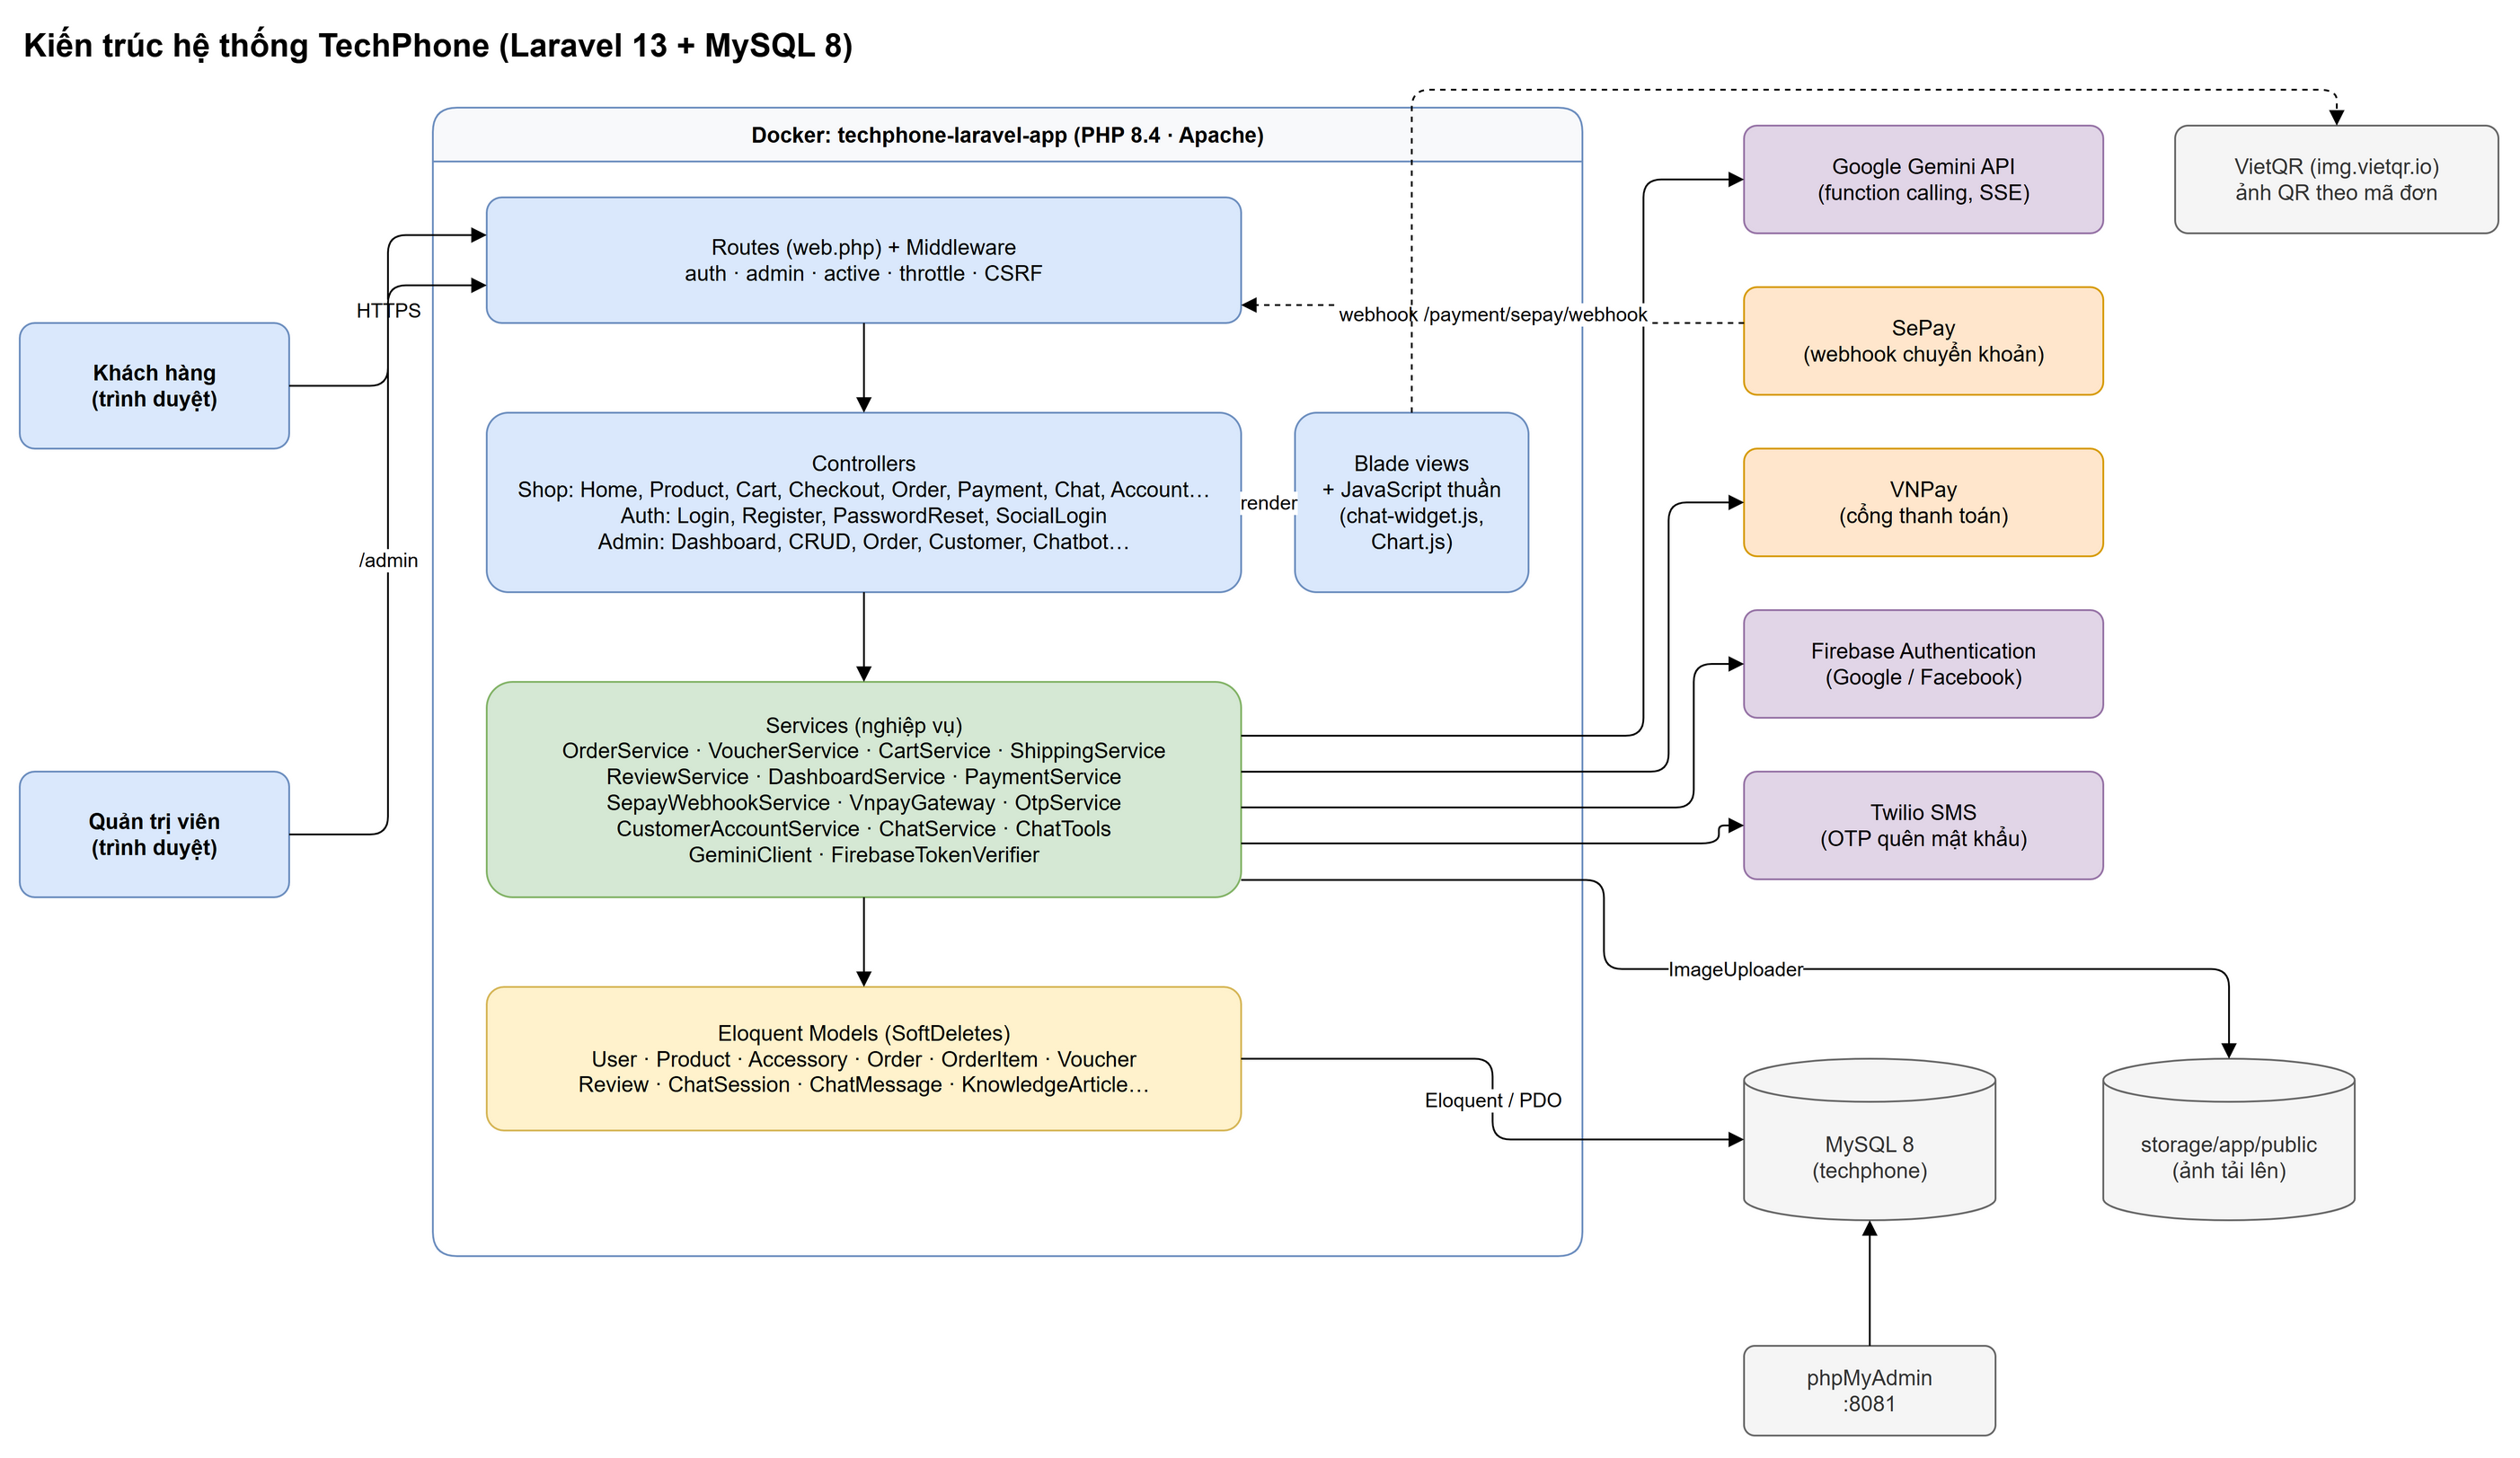 Kiến trúc hệ thống TechPhone (Laravel 13 + MySQL 8)
Docker: techphone-laravel-app (PHP 8.4 · Apache)
Routes (web.php) + Middleware
auth · admin · active · throttle · CSRF
HTTPS
Khách hàng
(trình duyệt)
/admin
Quản trị viên
(trình duyệt)
Controllers
Shop: Home, Product, Cart, Checkout, Order, Payment, Chat, Account…
Auth: Login, Register, PasswordReset, SocialLogin
Admin: Dashboard, CRUD, Order, Customer, Chatbot…
render
Blade views
+ JavaScript thuần
(chat-widget.js,
Chart.js)
Services (nghiệp vụ)
OrderService · VoucherService · CartService · ShippingService
ReviewService · DashboardService · PaymentService
SepayWebhookService · VnpayGateway · OtpService
CustomerAccountService · ChatService · ChatTools
GeminiClient · FirebaseTokenVerifier
Eloquent Models (SoftDeletes)
User · Product · Accessory · Order · OrderItem · Voucher
Review · ChatSession · ChatMessage · KnowledgeArticle…
webhook /payment/sepay/webhook
Google Gemini API
(function calling, SSE)
VietQR (img.vietqr.io)
ảnh QR theo mã đơn
SePay
(webhook chuyển khoản)
VNPay
(cổng thanh toán)
Firebase Authentication
(Google / Facebook)
Twilio SMS
(OTP quên mật khẩu)
ImageUploader
Eloquent / PDO
MySQL 8
(techphone)
storage/app/public
(ảnh tải lên)
phpMyAdmin
:8081